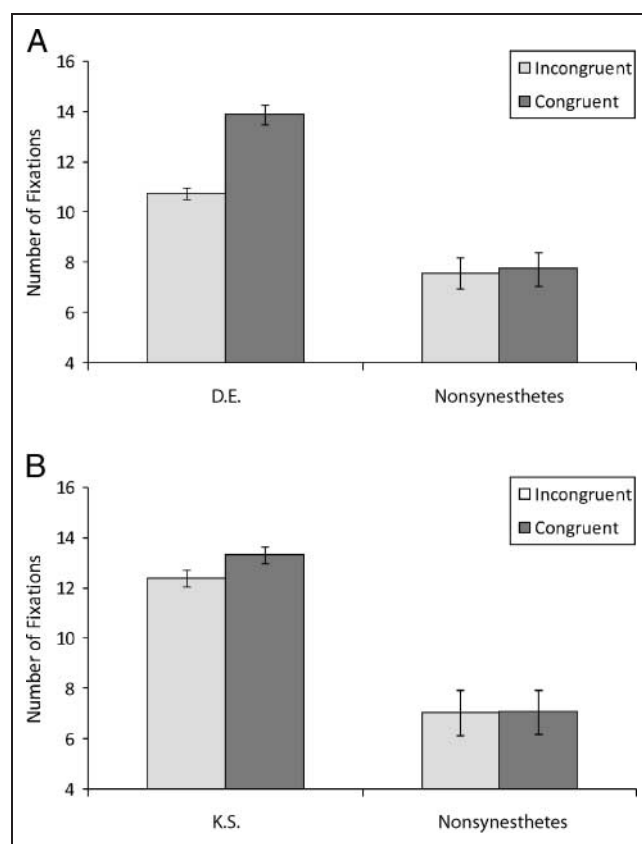 A
Number of Fixations
16
14
12
10
8
6
4
Incongruent
Congruent
D.E.
Nonsynesthetes
B
Number of Fixations
16
14
12
10
8
6
4
Incongruent
Congruent
K.S.
Nonsynesthetes